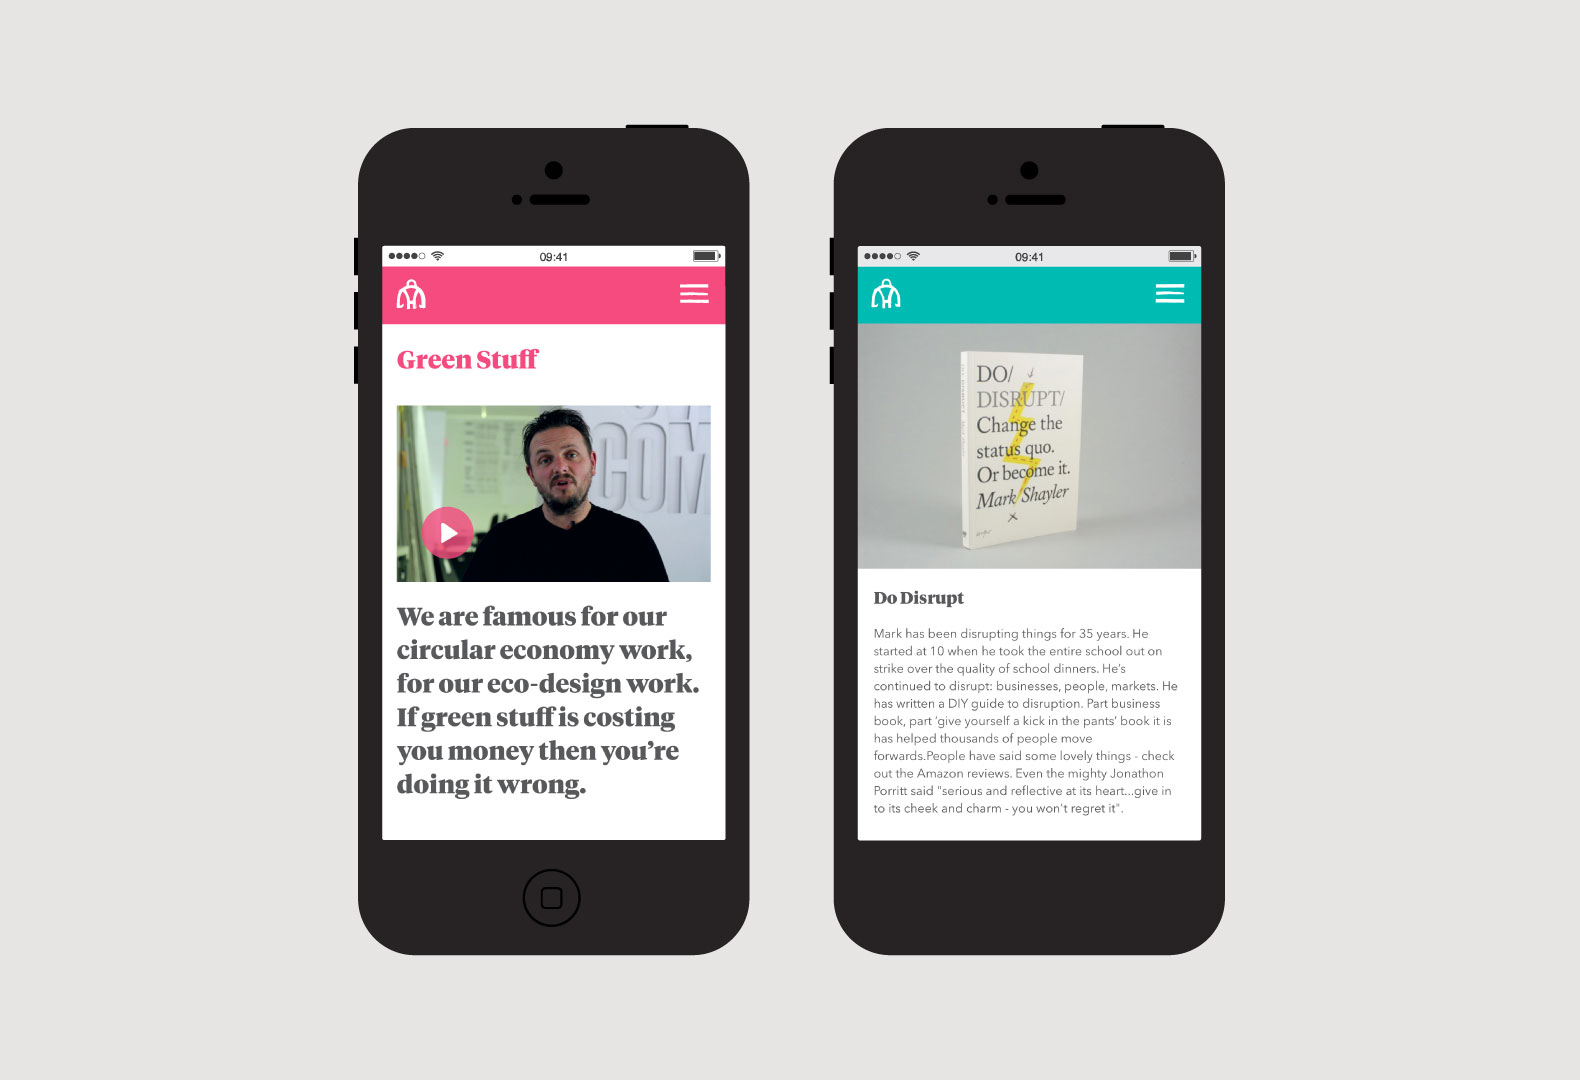 09:41
Green Stuff
COM
COM
We are famous for our
circular economy work,
for our eco-design work.
If green stuff is costing
you money then you’re
doing it wrong.
09:41
DO/
DISRUPT/
Change the
status quo.
Or become it.
Mark Shayler
Do Disrupt
Mark has been disrupting things for 35 years. He
started at 10 when he took the entire school out on
strike over the quality of school dinners. He’s
continued to disrupt: businesses, people, markets. He
has written a DIY guide to disruption. Part business
book, part ‘give yourself a kick in the pants’ book it is
has helped thousands of people move
forwards.People have said some lovely things - check
out the Amazon reviews. Even the mighty Jonathon
Porritt said "serious and reflective at its heart...give in
to its cheek and charm - you won't regret it".